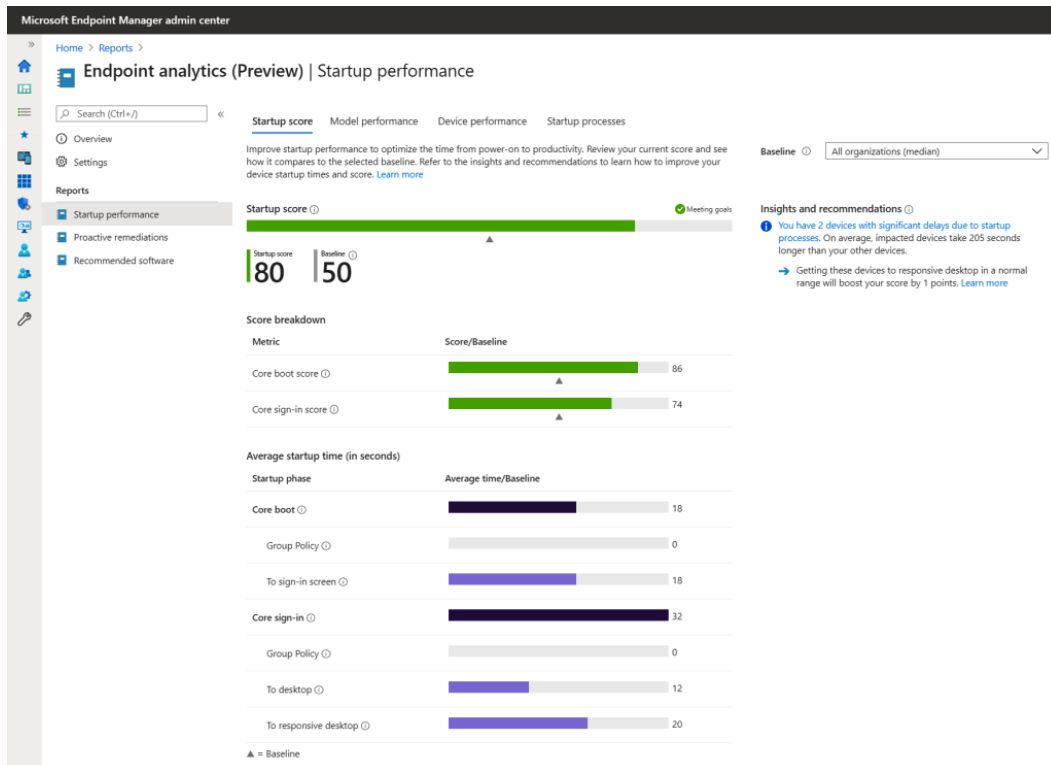 Microsoft Endpoint Manager admin center
Home > Reports >
Endpoint analytics (Preview) | Startup performance
Search (Ctrl+/)
Overview
Settings
Reports
Startup performance
Proactive remediations
Recommended software
Startup score Model performance Device performance Startup processes
Improve startup performance to optimize the time from power-on to productivity. Review your current score and see
how it compares to the selected baseline. Refer to the insights and recommendations to learn how to improve your
device startup times and score. Learn more
Baseline All organizations (median)
Startup score
Meeting goals
Startup score
80
Baseline
50
Insights and recommendations
You have 2 devices with significant delays due to startup
processes. On average, impacted devices take 205 seconds
longer than your other devices.
Getting these devices to responsive desktop in a normal
range will boost your score by 1 points. Learn more
Score breakdown
Metric Score/Baseline
Core boot score 86
Core sign-in score 74
Average startup time (in seconds)
Startup phase Average time/Baseline
Core boot 18
Group Policy 0
To sign-in screen 18
Core sign-in 32
Group Policy 0
To desktop 12
To responsive desktop 20
▲ = Baseline